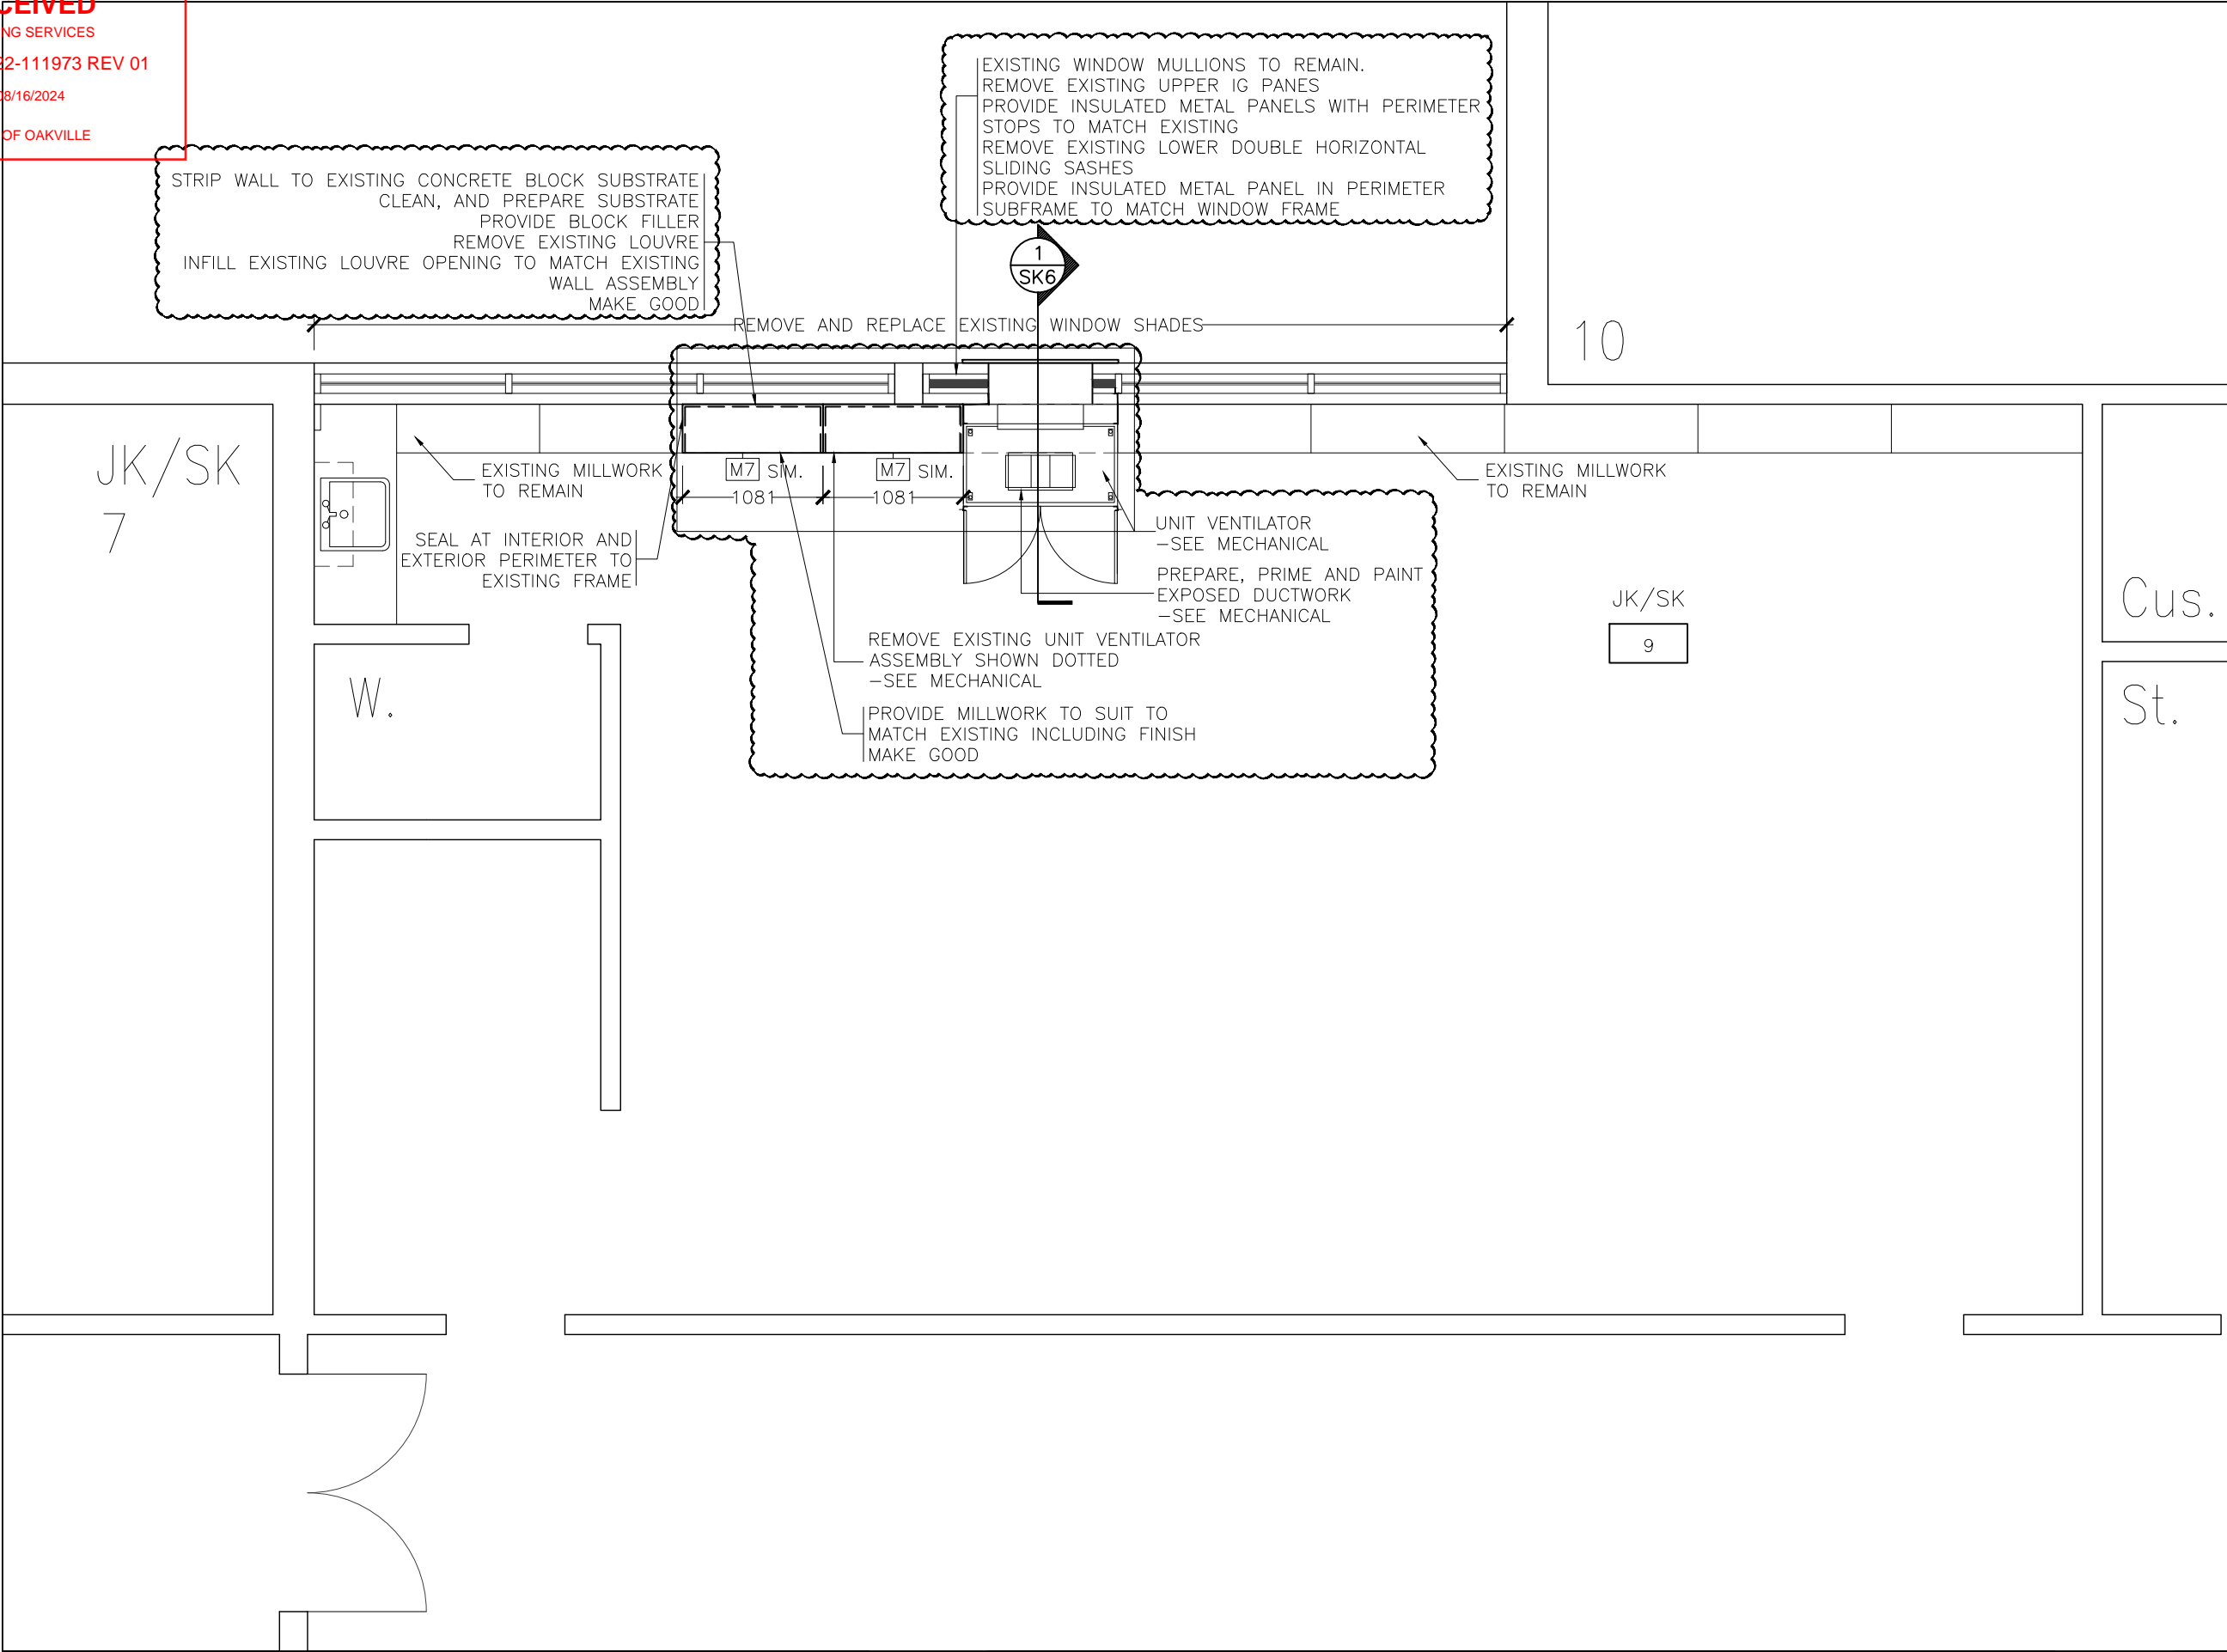 NG SERVICES
22-111973 REV 01
08/16/2024
OF OAKVILLE
EXISTING WINDOW MULLIONS TO REMAIN.
REMOVE EXISTING UPPER IG PANES
PROVIDE INSULATED METAL PANELS WITH PERIMETER
STOPS TO MATCH EXISTING
REMOVE EXISTING LOWER DOUBLE HORIZONTAL
SLIDING SASHES
PROVIDE INSULATED METAL PANEL IN PERIMETER
SUBFRAME TO MATCH WINDOW FRAME
STRIP WALL TO EXISTING CONCRETE BLOCK SUBSTRATE
CLEAN, AND PREPARE SUBSTRATE
PROVIDE BLOCK FILLER
REMOVE EXISTING LOUVRE
INFILL EXISTING LOUVRE OPENING TO MATCH EXISTING
WALL ASSEMBLY
MAKE GOOD
1
SK6
REMOVE AND REPLACE EXISTING WINDOW SHADES
10
JK/SK
7
EXISTING MILLWORK
TO REMAIN
M7 SIM.
M7 SIM.
1081
1081
EXISTING MILLWORK
TO REMAIN
SEAL AT INTERIOR AND
EXTERIOR PERIMETER TO
EXISTING FRAME
UNIT VENTILATOR
-SEE MECHANICAL
PREPARE, PRIME AND PAINT
EXPOSED DUCTWORK
-SEE MECHANICAL
REMOVE EXISTING UNIT VENTILATOR
ASSEMBLY SHOWN DOTTED
-SEE MECHANICAL
PROVIDE MILLWORK TO SUIT TO
MATCH EXISTING INCLUDING FINISH
MAKE GOOD
JK/SK
9
Cus.
St.
W.